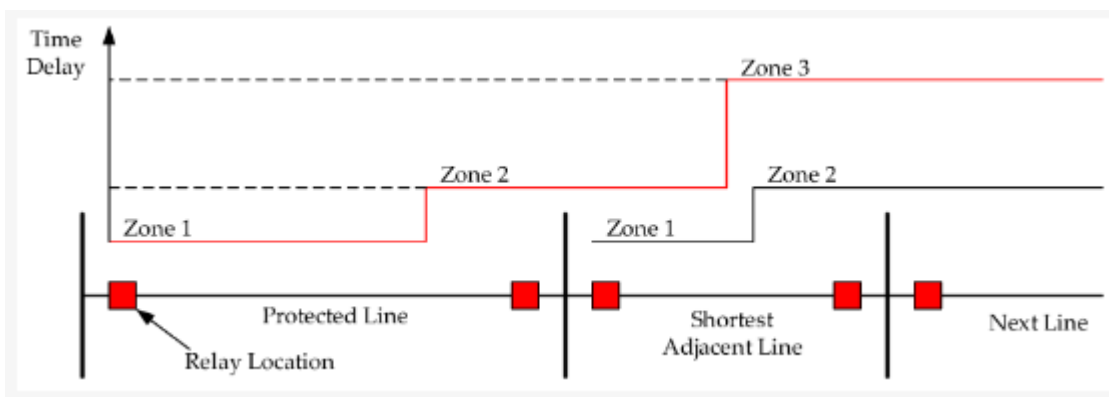 Time
Delay
Zone 3
Zone 2
Zone 2
Zone 1
Zone 1
Protected Line
Shortest
Adjacent Line
Next Line
Relay Location